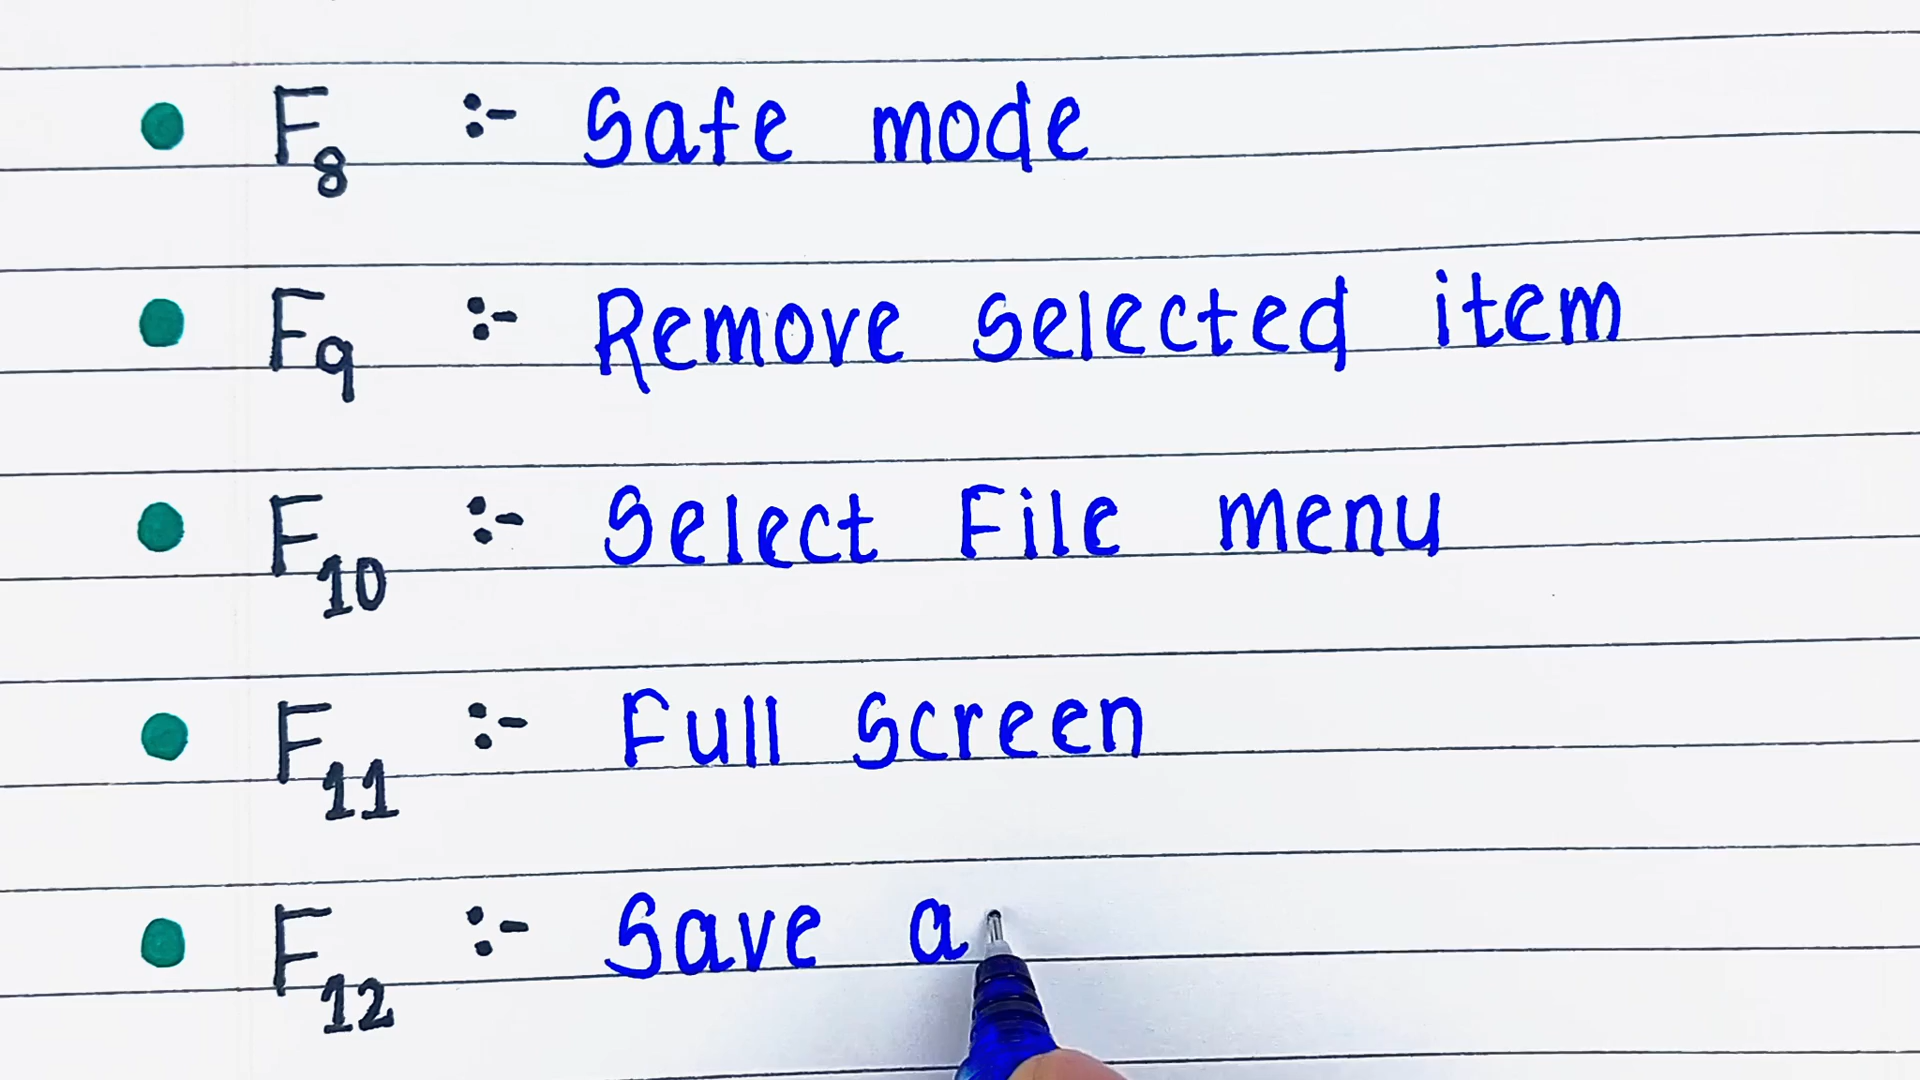 F8 :- Safe mode
F9 :- Remove selected item
F10 :- Select File menu
F11 :- Full screen
F12 :- Save a